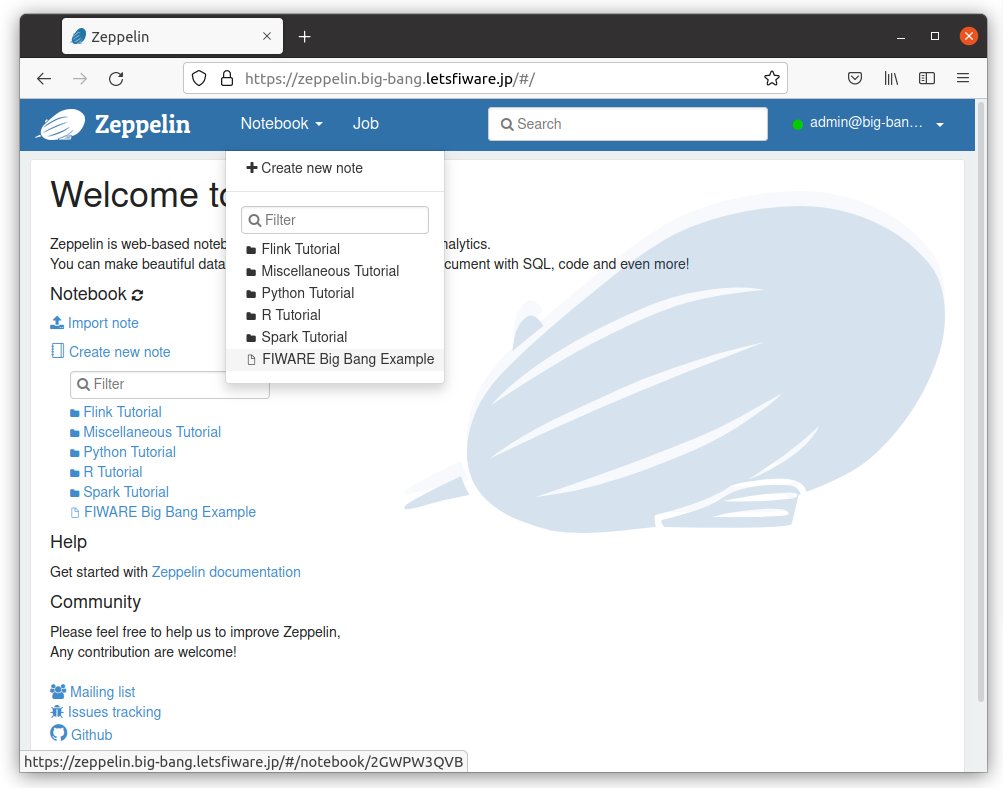 Zeppelin
https://zeppelin.big-bang.letsfiware.jp/#/
Zeppelin Notebook Job Search admin@big-ban...
Create new note
Filter
Flink Tutorial
Miscellaneous Tutorial
Python Tutorial
R Tutorial
Spark Tutorial
FIWARE Big Bang Example
Welcome to
Zeppelin is web-based noteb nalytics.
You can make beautiful data cument with SQL, code and even more!
Notebook
Import note
Create new note
Filter
Flink Tutorial
Miscellaneous Tutorial
Python Tutorial
R Tutorial
Spark Tutorial
FIWARE Big Bang Example
Help
Get started with Zeppelin documentation
Community
Please feel free to help us to improve Zeppelin,
Any contribution are welcome!
Mailing list
Issues tracking
Github
https://zeppelin.big-bang.letsfiware.jp/#/notebook/2GWPW3QVB